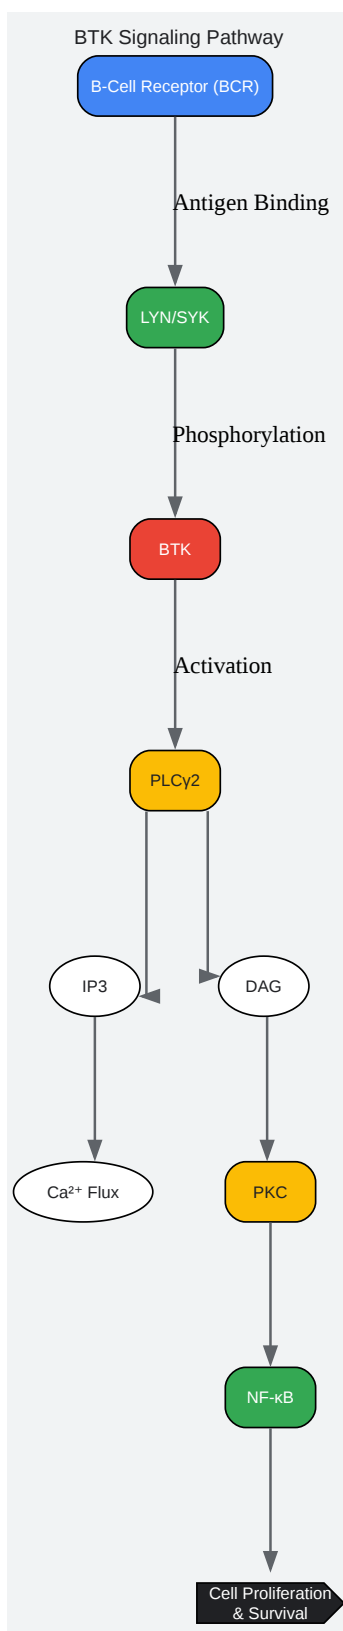 BTK Signaling Pathway
B-Cell Receptor (BCR)
Antigen Binding
LYN/SYK
Phosphorylation
BTK
Activation
PLCγ2
IP3
DAG
Ca²⁺ Flux
PKC
NF-κB
Cell Proliferation
& Survival